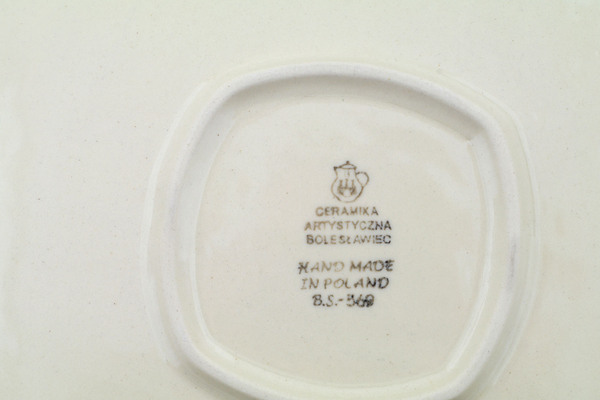 CERAMIKA
ARTYSTYCZNA
BOLESŁAWIEC
HAND MADE
IN POLAND
B.S.-